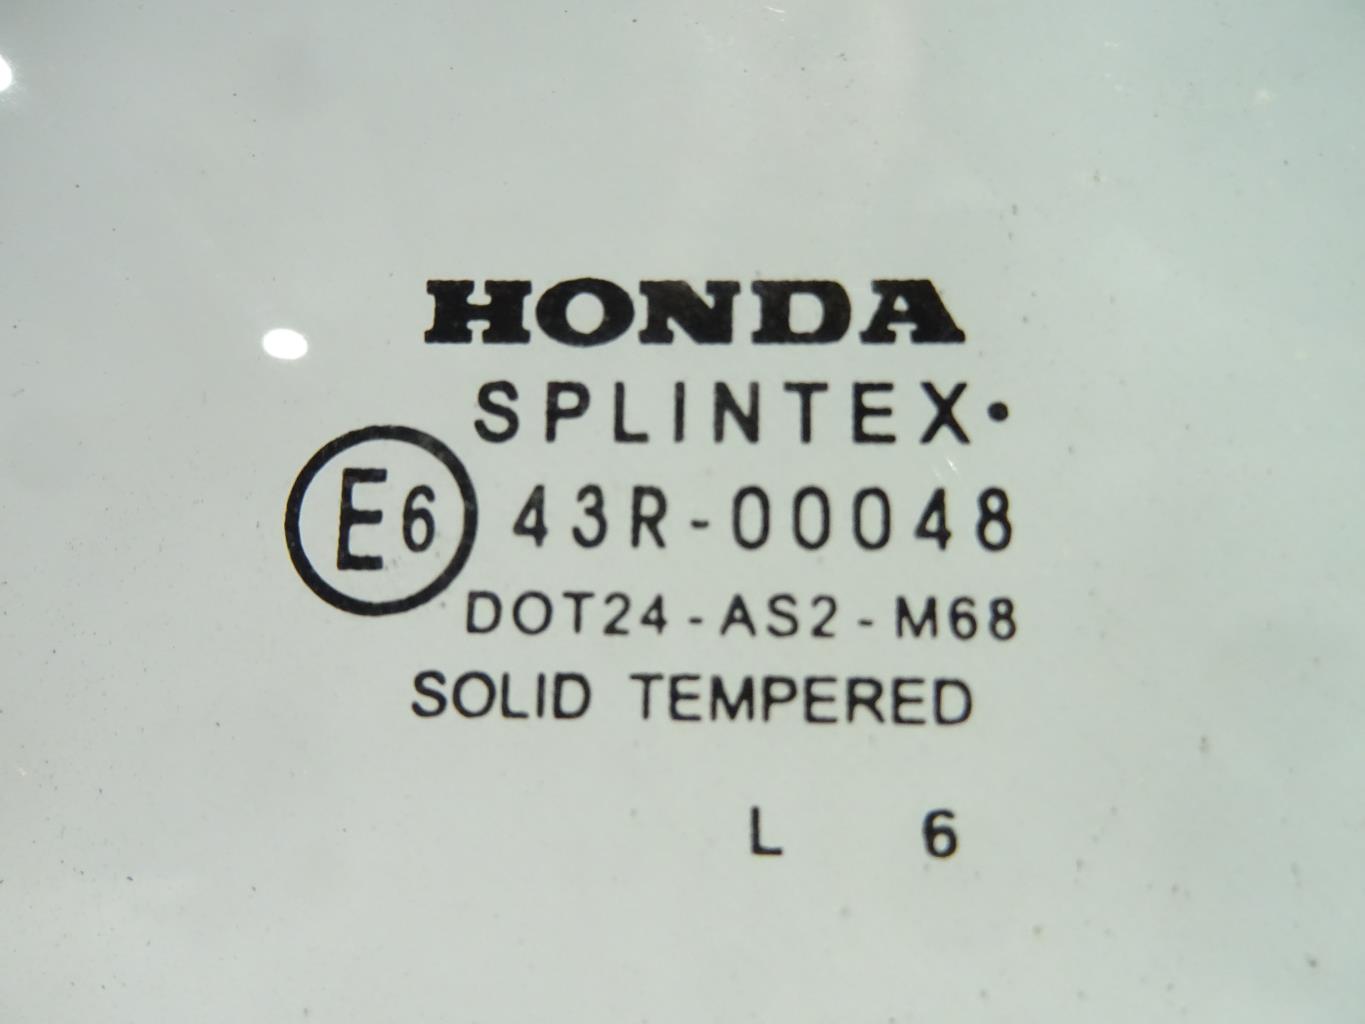 HONDA
SPLINTEX•
E6 43R-00048
DOT24-AS2-M68
SOLID TEMPERED
L 6